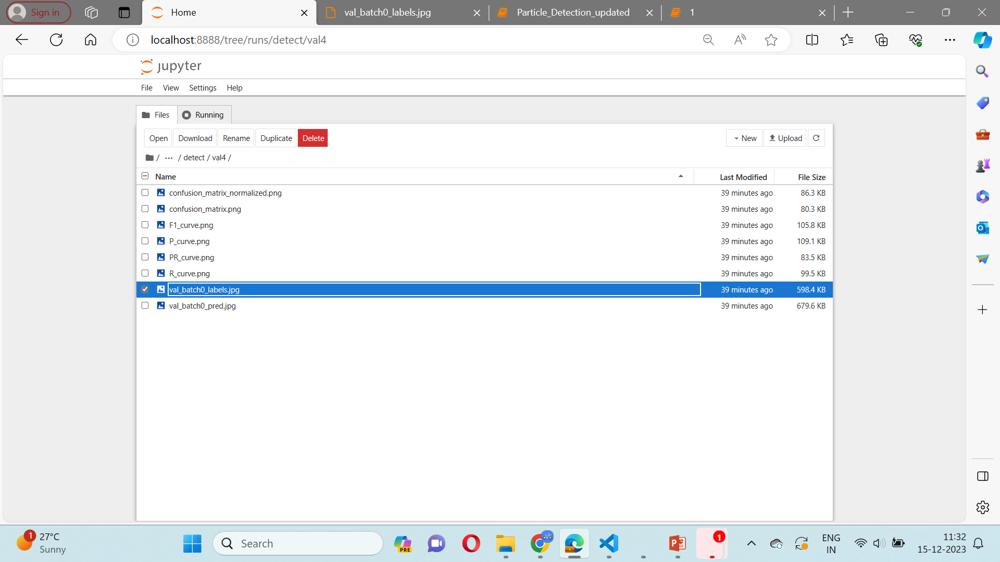 Sign in
Home
val_batch0_labels.jpg
Particle_Detection_updated
1
localhost:8888/tree/runs/detect/val4
jupyter
File View Settings Help
Files Running
Open Download Rename Duplicate Delete New Upload
/ ... / detect / val4 /
Name Last Modified File Size
confusion_matrix_normalized.png 39 minutes ago 86.3 KB
confusion_matrix.png 39 minutes ago 80.3 KB
F1_curve.png 39 minutes ago 105.8 KB
P_curve.png 39 minutes ago 109.1 KB
PR_curve.png 39 minutes ago 83.5 KB
R_curve.png 39 minutes ago 99.5 KB
val_batch0_labels.jpg 39 minutes ago 598.4 KB
val_batch0_pred.jpg 39 minutes ago 679.6 KB
1 27°C
Sunny
Search
PRE
P
1
ENG
IN
11:32
15-12-2023